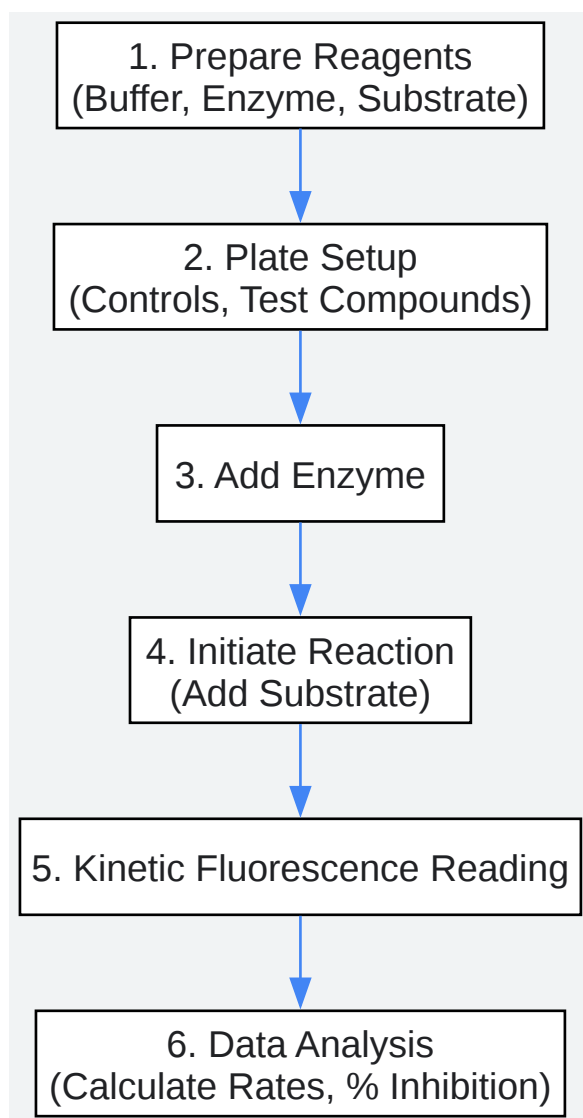 1. Prepare Reagents
(Buffer, Enzyme, Substrate)
2. Plate Setup
(Controls, Test Compounds)
3. Add Enzyme
4. Initiate Reaction
(Add Substrate)
5. Kinetic Fluorescence Reading
6. Data Analysis
(Calculate Rates, % Inhibition)